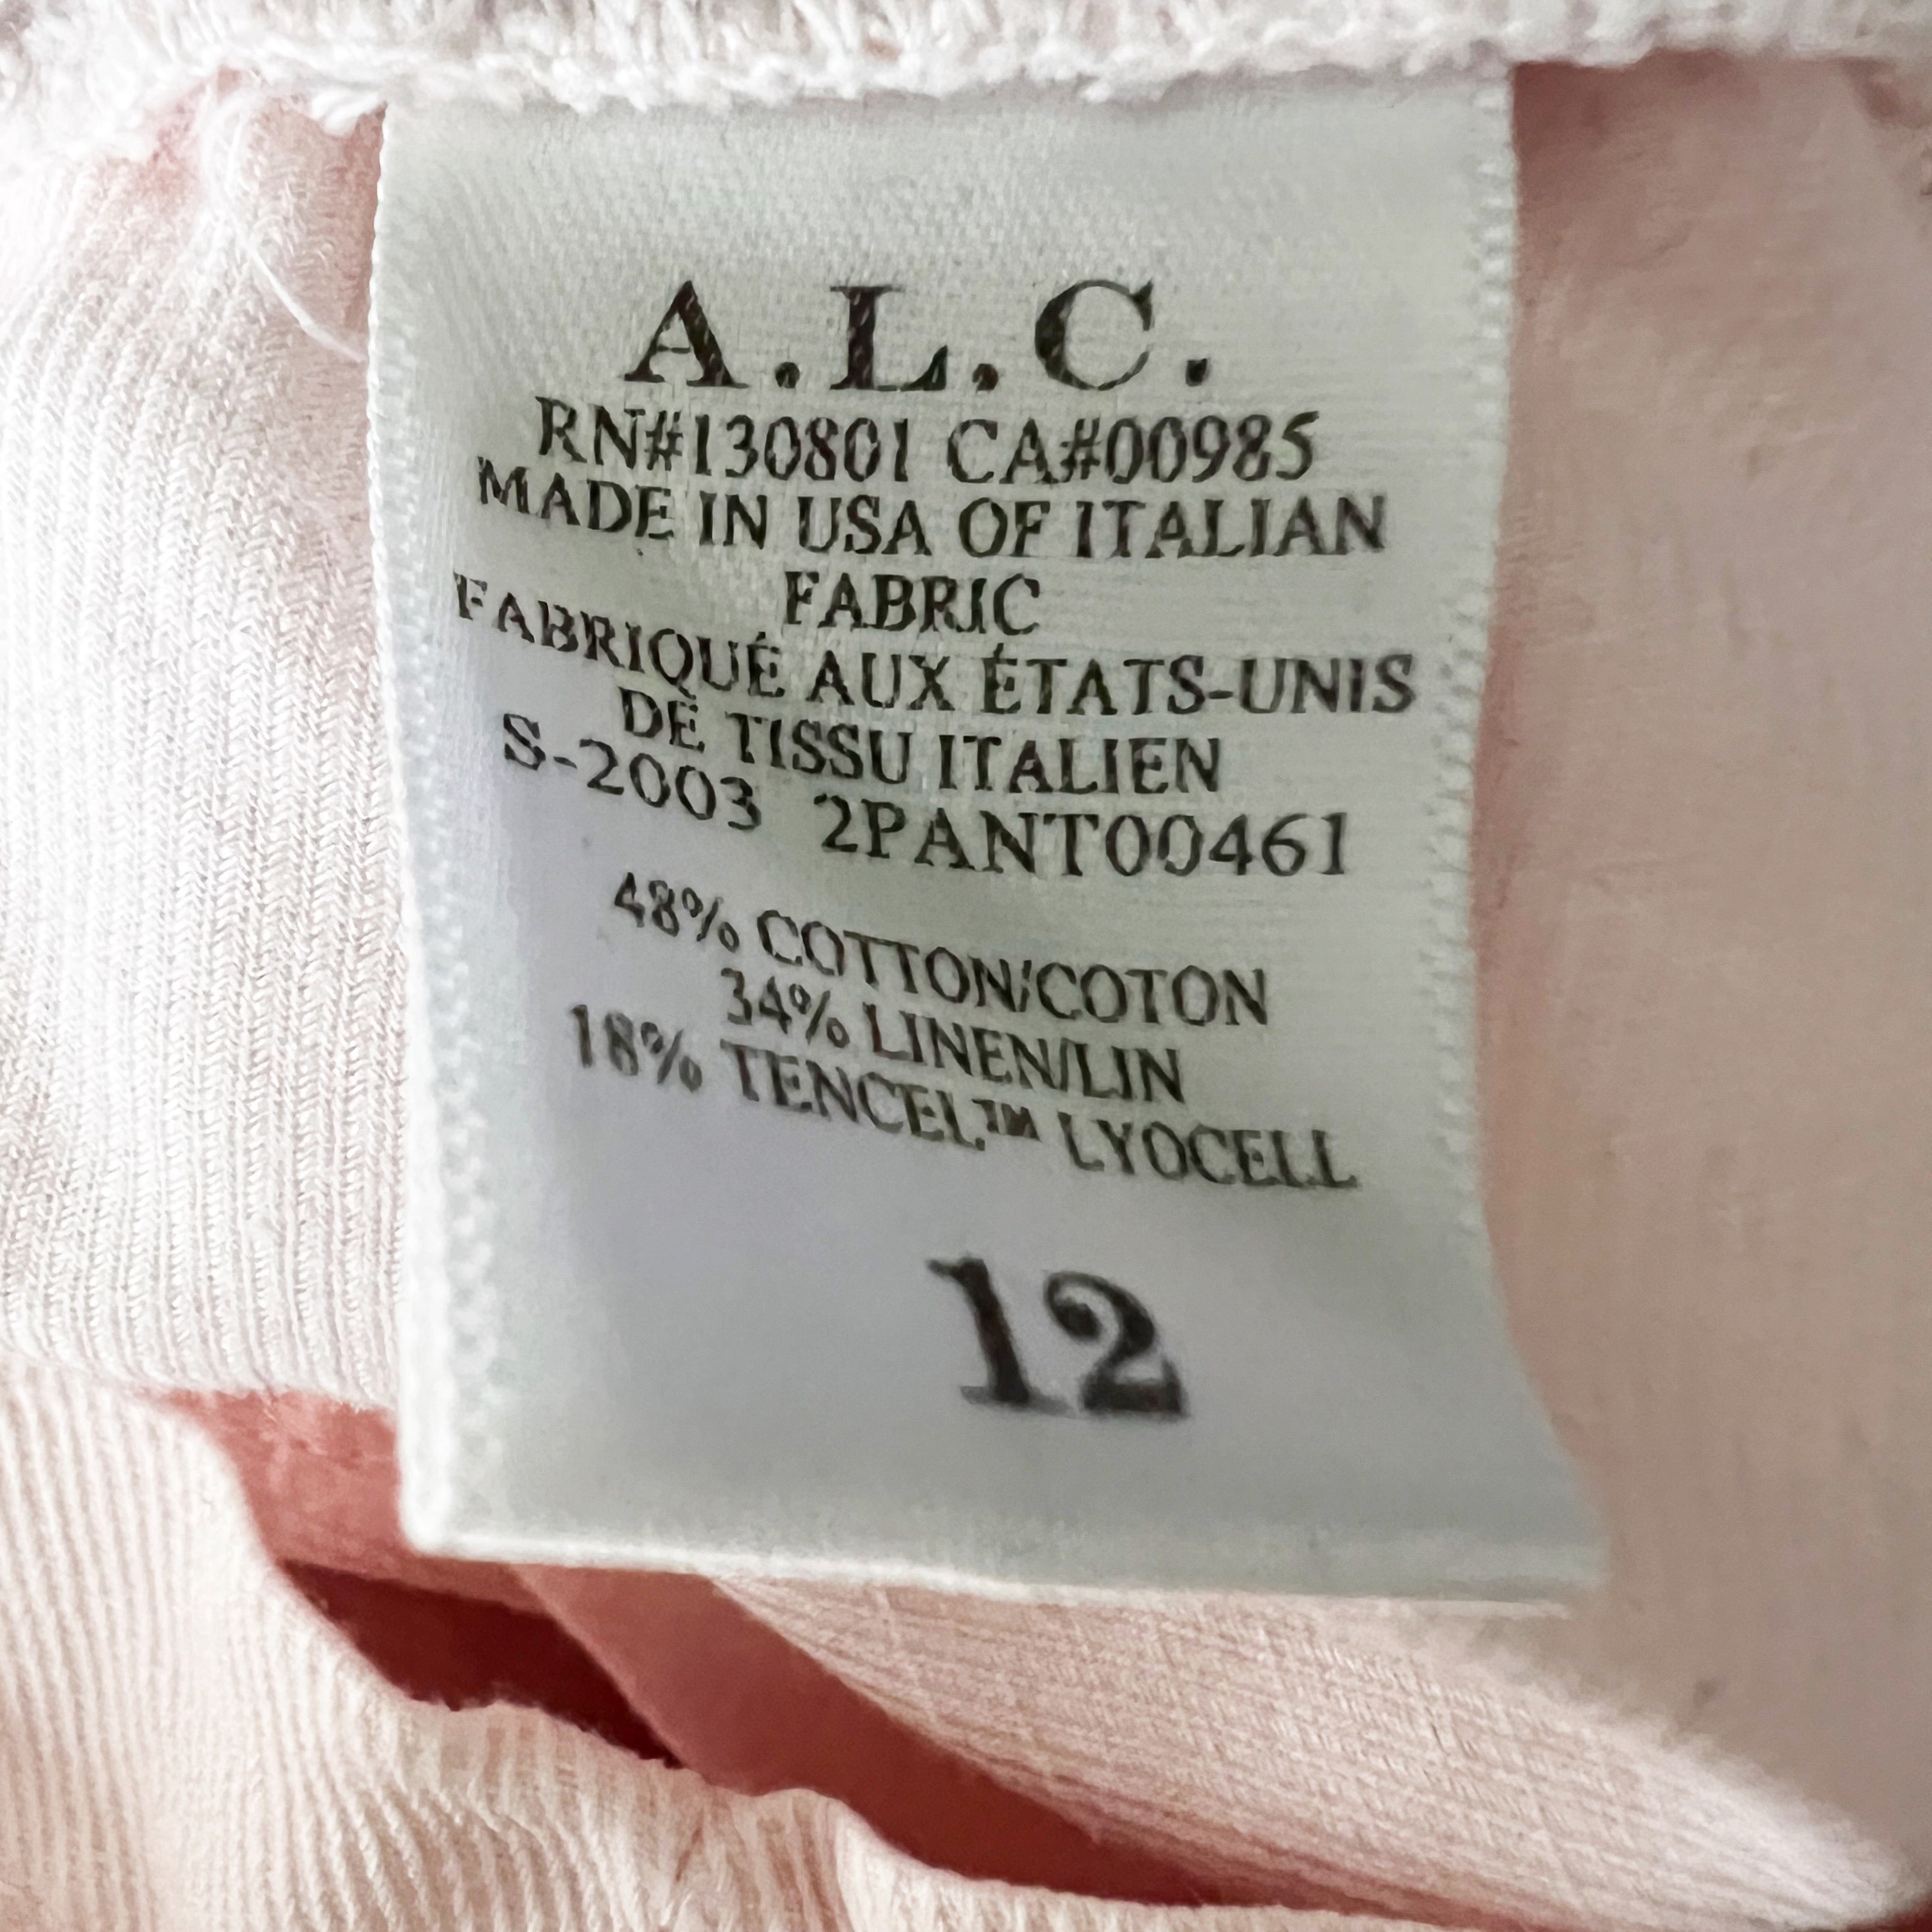 A.L.C.
RN#130801 CA#00985
MADE IN USA OF ITALIAN
FABRIC
FABRIQUÉ AUX ÉTATS-UNIS
DE TISSU ITALIEN
S-2003 2PANT00461
48% COTTON/COTON
34% LINEN/LIN
18% TENCEL™ LYOCELL
12